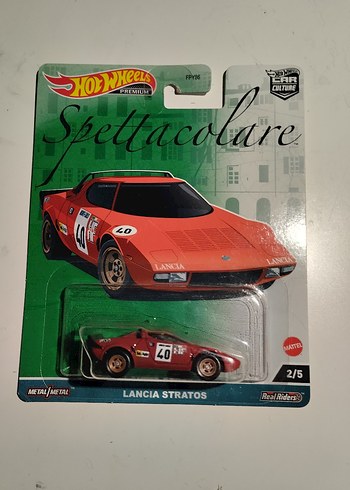 Hot Wheels
PREMIUM
FPY86
CAR
CULTURE
Spettacolare
40
40
LANCIA
LANCIA
40
MATTEL
2/5
METAL/METAL
LANCIA STRATOS
Real Riders